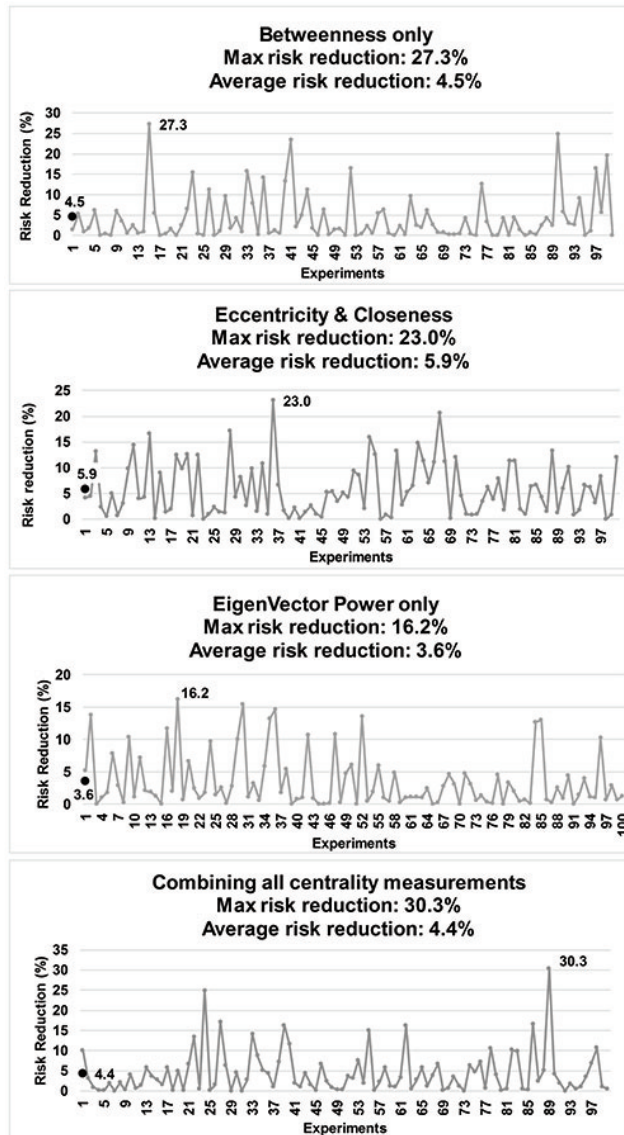 Betweenness only
Max risk reduction: 27.3%
Average risk reduction: 4.5%
Risk Reduction (%)
30
25
20
15
10
5
0
4.5
27.3
1 5 9 13 17 21 25 29 33 37 41 45 49 53 57 61 65 69 73 77 81 85 89 93 97
Experiments
Eccentricity & Closeness
Max risk reduction: 23.0%
Average risk reduction: 5.9%
Risk reduction (%)
25
20
15
10
5
0
5.9
23.0
1 5 9 13 17 21 25 29 33 37 41 45 49 53 57 61 65 69 73 77 81 85 89 93 97
Experiments
EigenVector Power only
Max risk reduction: 16.2%
Average risk reduction: 3.6%
Risk Reduction (%)
20
15
10
5
0
3.6
16.2
1 4 7 10 13 16 19 22 25 28 31 34 37 40 43 46 49 52 55 58 61 64 67 70 73 76 79 82 85 88 91 94 97 100
Experiments
Combining all centrality measurements
Max risk reduction: 30.3%
Average risk reduction: 4.4%
Risk Reduction (%)
35
30
25
20
15
10
5
0
4.4
30.3
1 5 9 13 17 21 25 29 33 37 41 45 49 53 57 61 65 69 73 77 81 85 89 93 97
Experiments